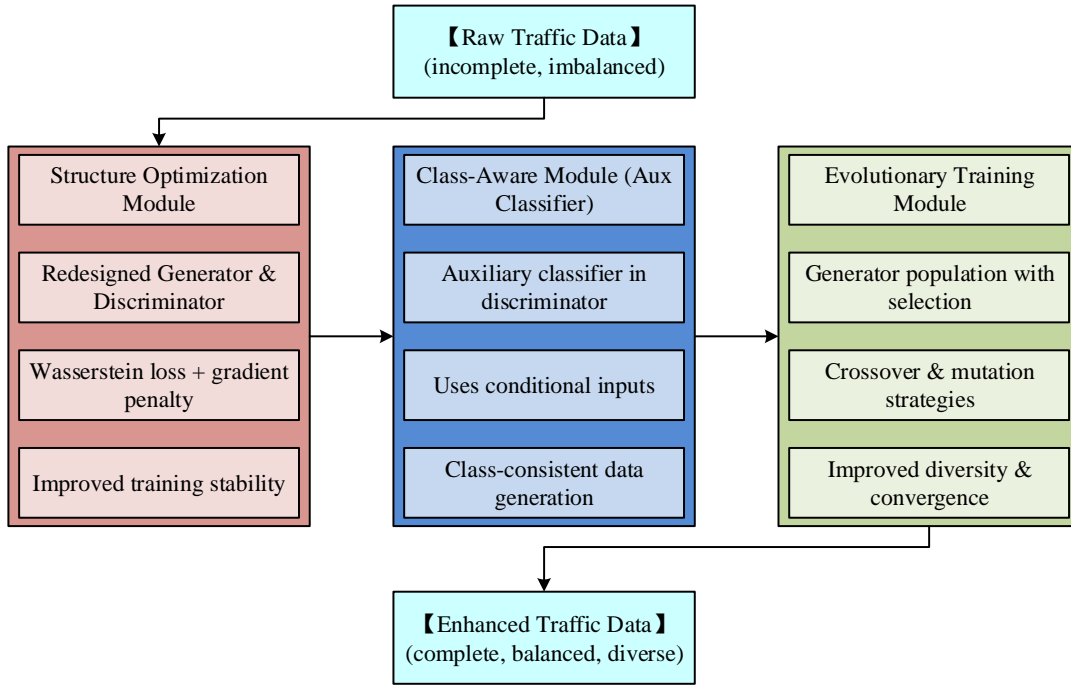 【Raw Traffic Data】
(incomplete, imbalanced)
Structure Optimization
Module
Redesigned Generator &
Discriminator
Wasserstein loss + gradient
penalty
Improved training stability
Class-Aware Module (Aux
Classifier)
Auxiliary classifier in
discriminator
Uses conditional inputs
Class-consistent data
generation
Evolutionary Training
Module
Generator population with
selection
Crossover & mutation
strategies
Improved diversity &
convergence
【Enhanced Traffic Data】
(complete, balanced, diverse)